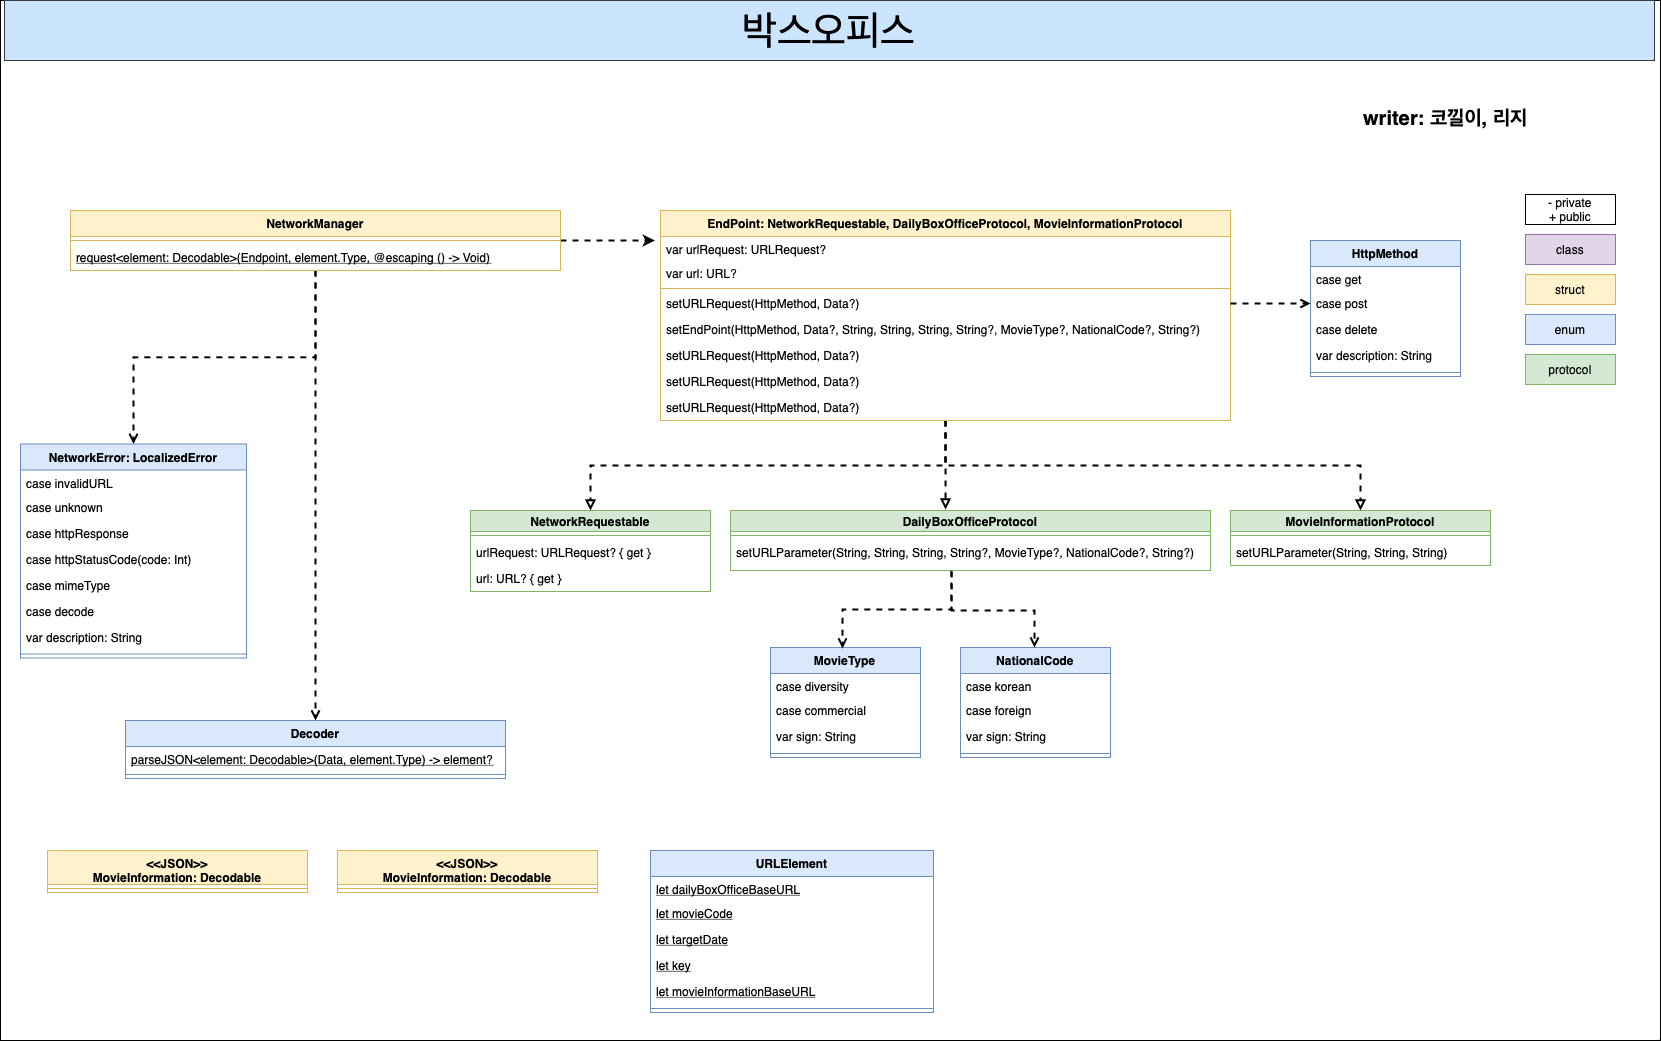 박스오피스
writer: 코낄이, 리지
- private
+ public
class
struct
enum
protocol
NetworkManager
request<element: Decodable>(Endpoint, element.Type, @escaping () -> Void)
EndPoint: NetworkRequestable, DailyBoxOfficeProtocol, MovieInformationProtocol
var urlRequest: URLRequest?
var url: URL?
setURLRequest(HttpMethod, Data?)
setEndPoint(HttpMethod, Data?, String, String, String, String?, MovieType?, NationalCode?, String?)
setURLRequest(HttpMethod, Data?)
setURLRequest(HttpMethod, Data?)
setURLRequest(HttpMethod, Data?)
HttpMethod
case get
case post
case delete
var description: String
NetworkError: LocalizedError
case invalidURL
case unknown
case httpResponse
case httpStatusCode(code: Int)
case mimeType
case decode
var description: String
NetworkRequestable
urlRequest: URLRequest? { get }
url: URL? { get }
DailyBoxOfficeProtocol
setURLParameter(String, String, String, String?, MovieType?, NationalCode?, String?)
MovieInformationProtocol
setURLParameter(String, String, String)
MovieType
case diversity
case commercial
var sign: String
NationalCode
case korean
case foreign
var sign: String
Decoder
parseJSON<element: Decodable>(Data, element.Type) -> element?
<<JSON>>
MovieInformation: Decodable
<<JSON>>
MovieInformation: Decodable
URLElement
let dailyBoxOfficeBaseURL
let movieCode
let targetDate
let key
let movieInformationBaseURL